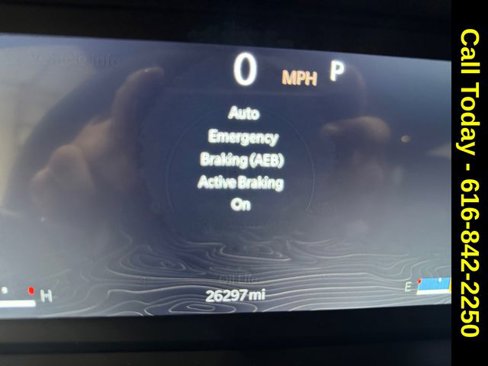 0 MPH P
Auto
Emergency
Braking (AEB)
Active Braking
On
H
26297 mi
E
Call Today - 616-842-2250